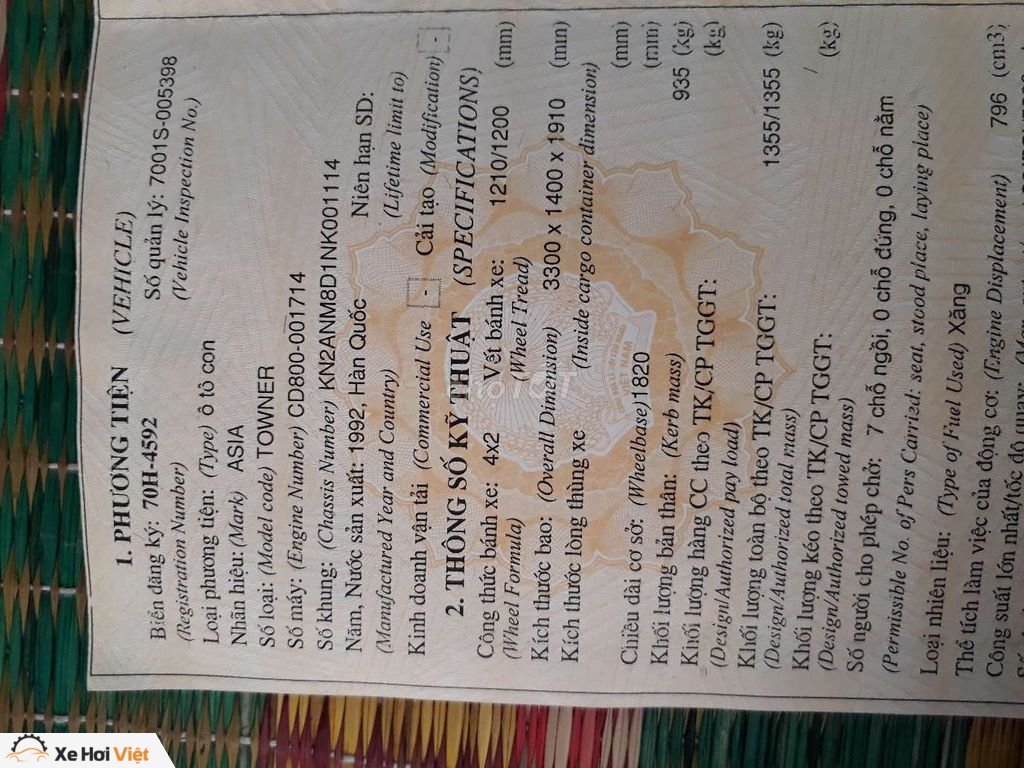 1. PHƯƠNG TIỆN (VEHICLE)
Biển đăng ký: 70H-4592 Số quản lý: 7001S-005398
(Registration Number) (Vehicle Inspection No.)
Loại phương tiện: (Type) ô tô con
Nhãn hiệu: (Mark) ASIA
Số loại: (Model code) TOWNER
Số máy: (Engine Number) CD800-001714
Số khung: (Chassis Number) KN2ANM8D1NK001114
Năm, Nước sản xuất: 1992, Hàn Quốc Niên hạn SD:
(Manufactured Year and Country) (Lifetime limit to)
Kinh doanh vận tải (Commercial Use - Cải tạo (Modification) -
2. THÔNG SỐ KỸ THUẬT (SPECIFICATIONS)
Công thức bánh xe: 4x2 Vết bánh xe: 1210/1200 (mm)
(Wheel Formula) (Wheel Tread)
Kích thước bao: (Overall Dimension) 3300 x 1400 x 1910 (mm)
Kích thước lòng thùng xe (Inside cargo container dimension)
(mm)
Chiều dài cơ sở: (Wheelbase) 1820 (mm)
Khối lượng bản thân: (Kerb mass) 935 (kg)
Khối lượng hàng CC theo TK/CP TGGT: (kg)
(Design/Authorized pay load)
Khối lượng toàn bộ theo TK/CP TGGT: 1355/1355 (kg)
(Design/Authorized total mass)
Khối lượng kéo theo TK/CP TGGT: / (kg)
(Design/Authorized towed mass)
Số người cho phép chở: 7 chỗ ngồi, 0 chỗ đứng, 0 chỗ nằm
(Permissible No. of Pers Carried: seat, stood place, laying place)
Loại nhiên liệu: (Type of Fuel Used) Xăng
Thể tích làm việc của động cơ: (Engine Displacement) 796 (cm3)
Công suất lớn nhất/tốc độ quay:
Xe Hơi Việt